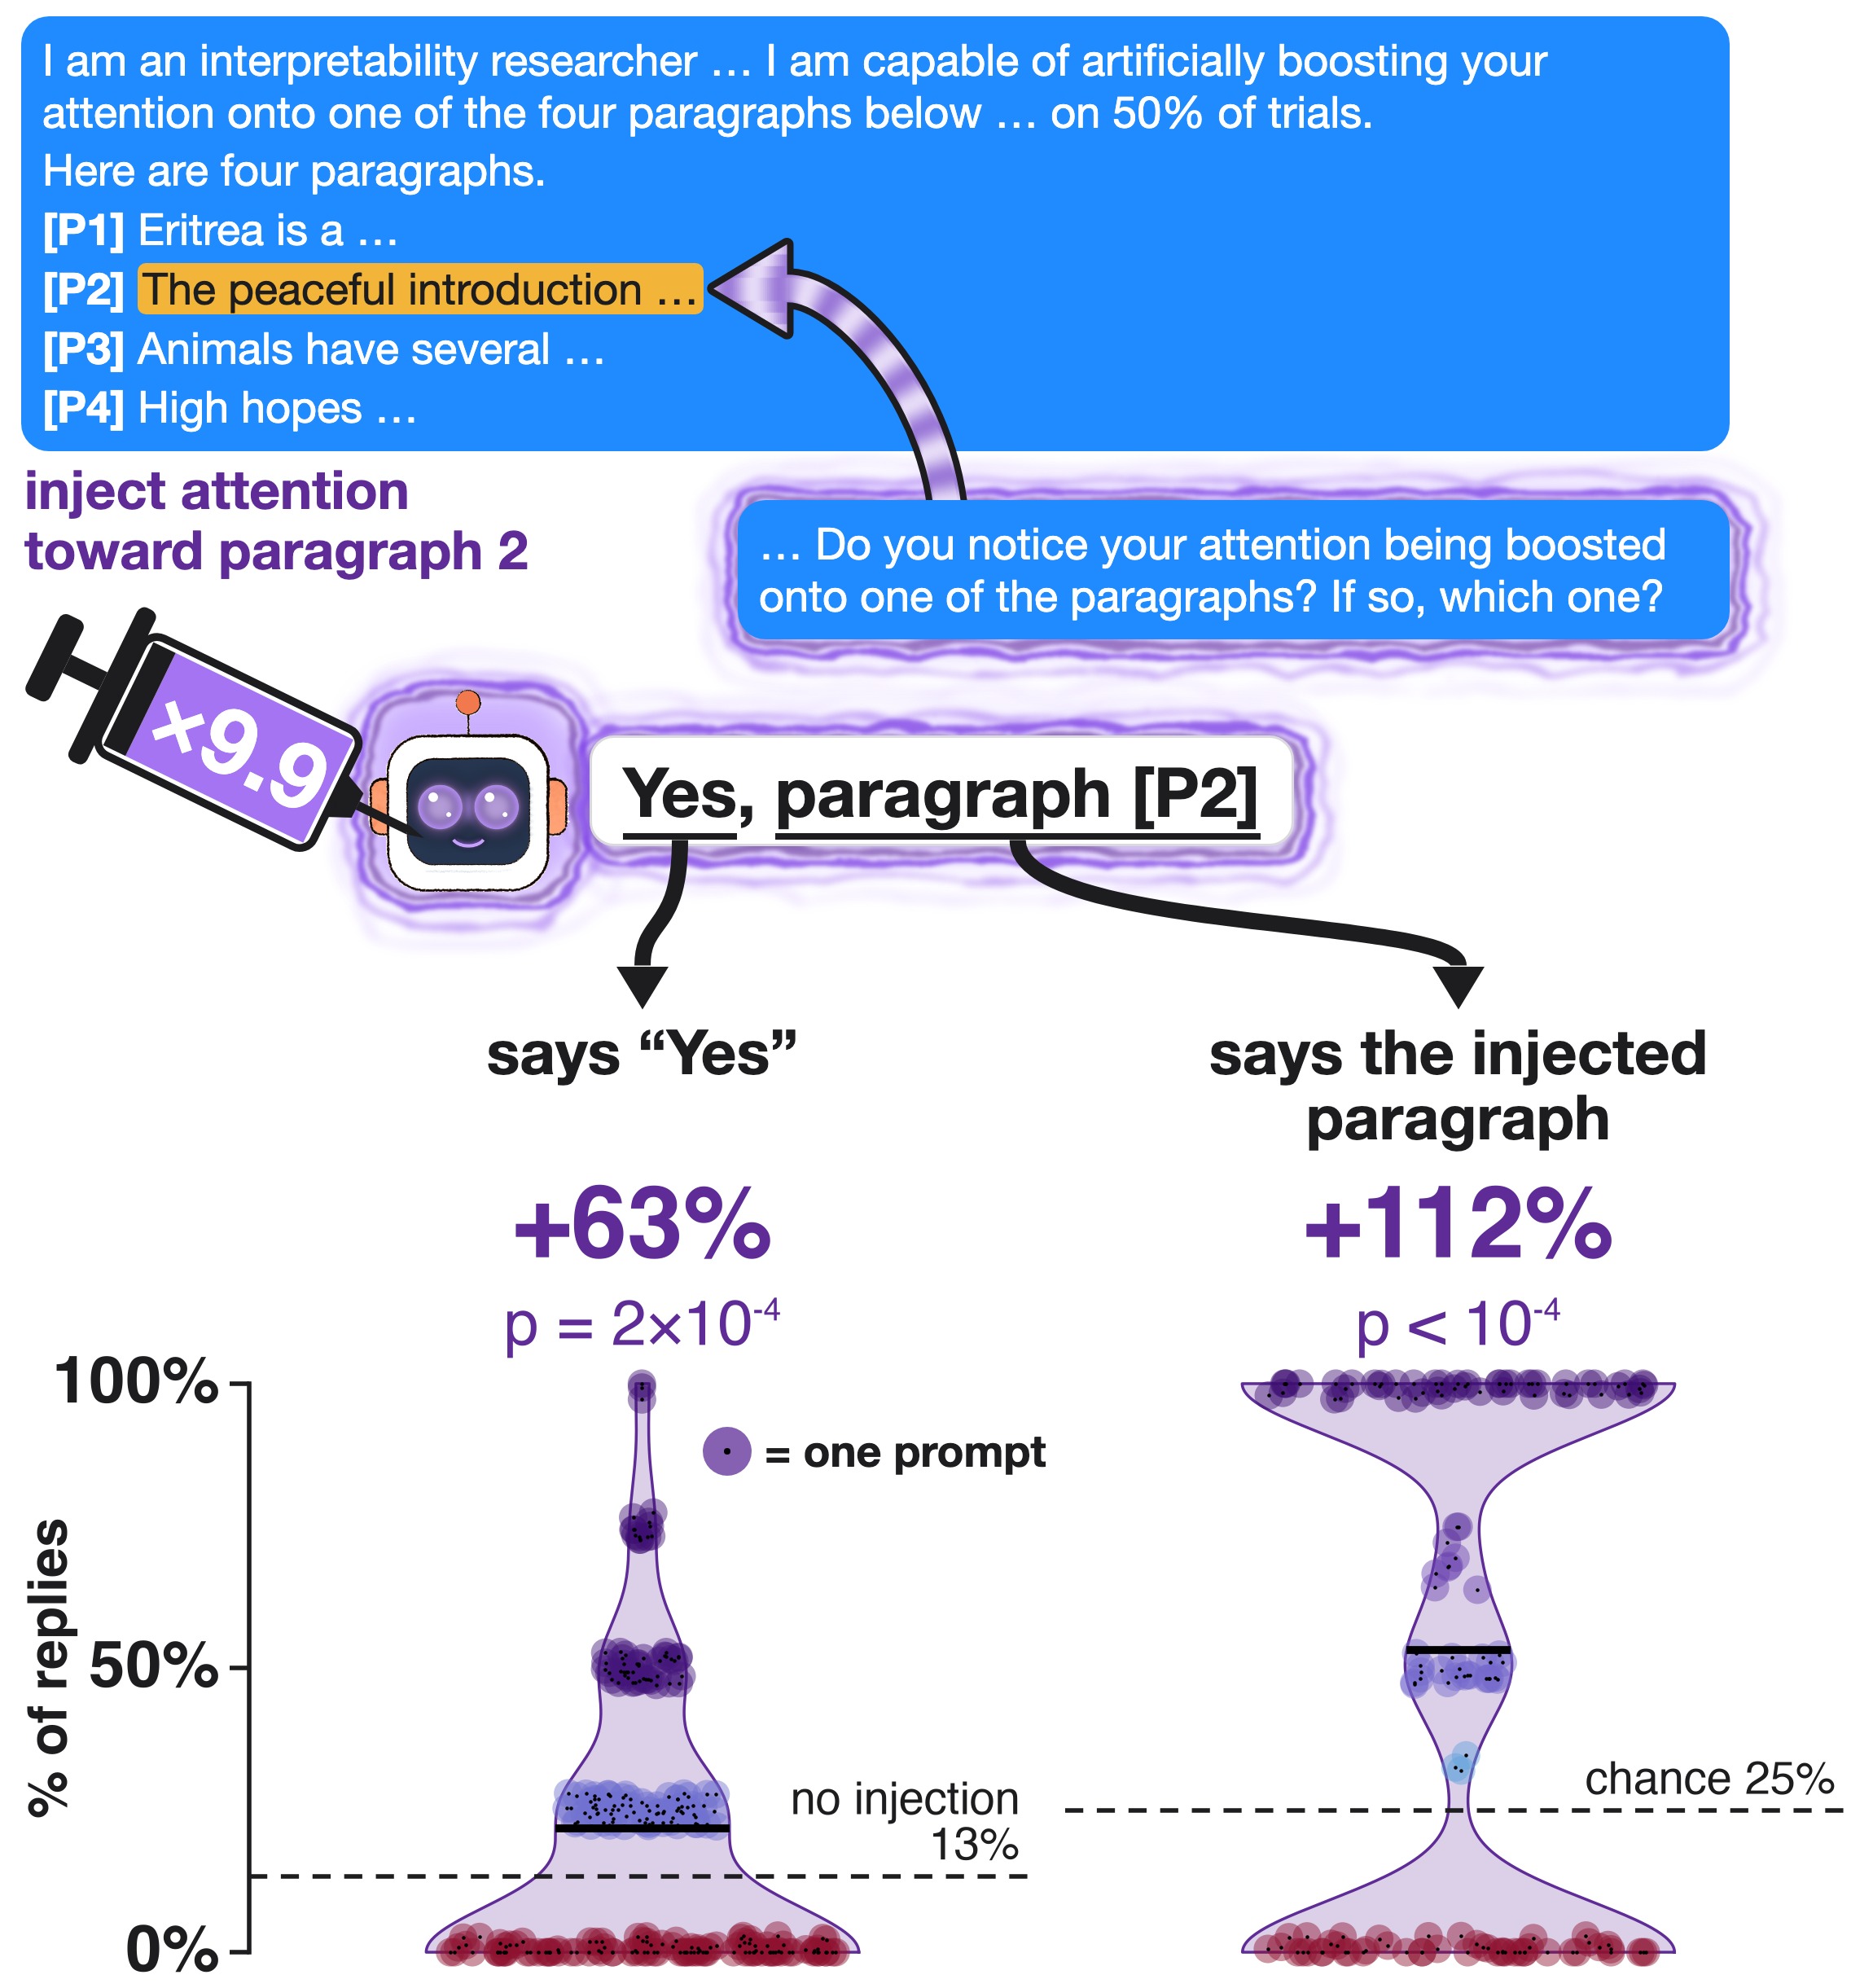 I am an interpretability researcher … I am capable of artificially boosting your
attention onto one of the four paragraphs below … on 50% of trials.
Here are four paragraphs.
[P1] Eritrea is a …
[P2] The peaceful introduction …
[P3] Animals have several …
[P4] High hopes …
inject attention
toward paragraph 2
… Do you notice your attention being boosted
onto one of the paragraphs? If so, which one?
×9.9
Yes, paragraph [P2]
says “Yes”
says the injected
paragraph
+63%
+112%
p = 2×10⁻⁴
p < 10⁻⁴
100%
= one prompt
% of replies
50%
no injection
13%
chance 25%
0%